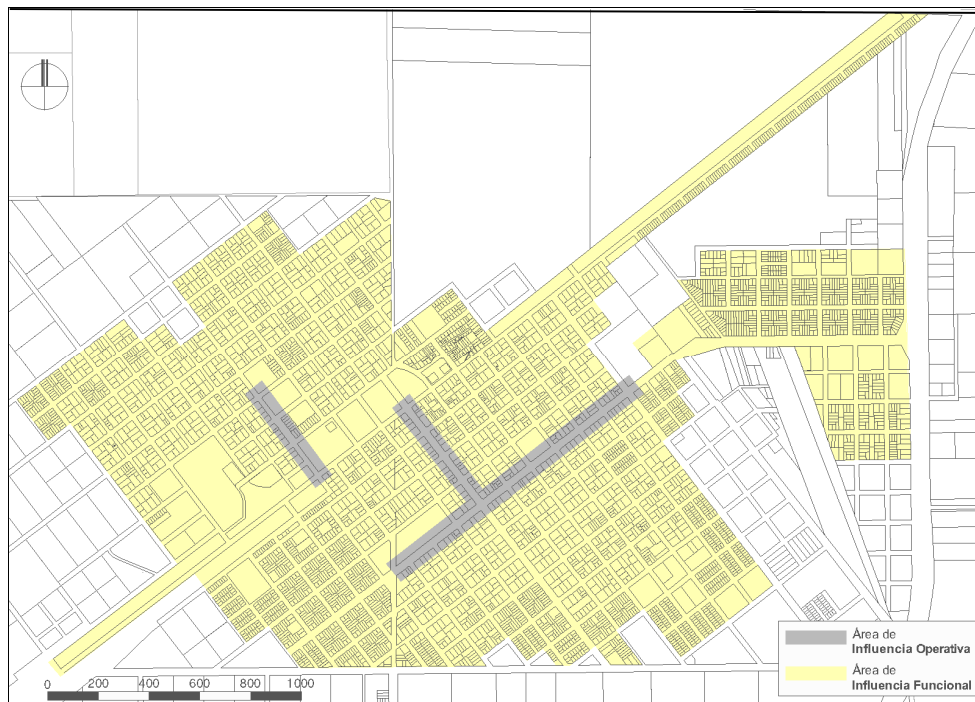 0 200 400 600 800 1000
Área de
Influencia Operativa
Área de
Influencia Funcional